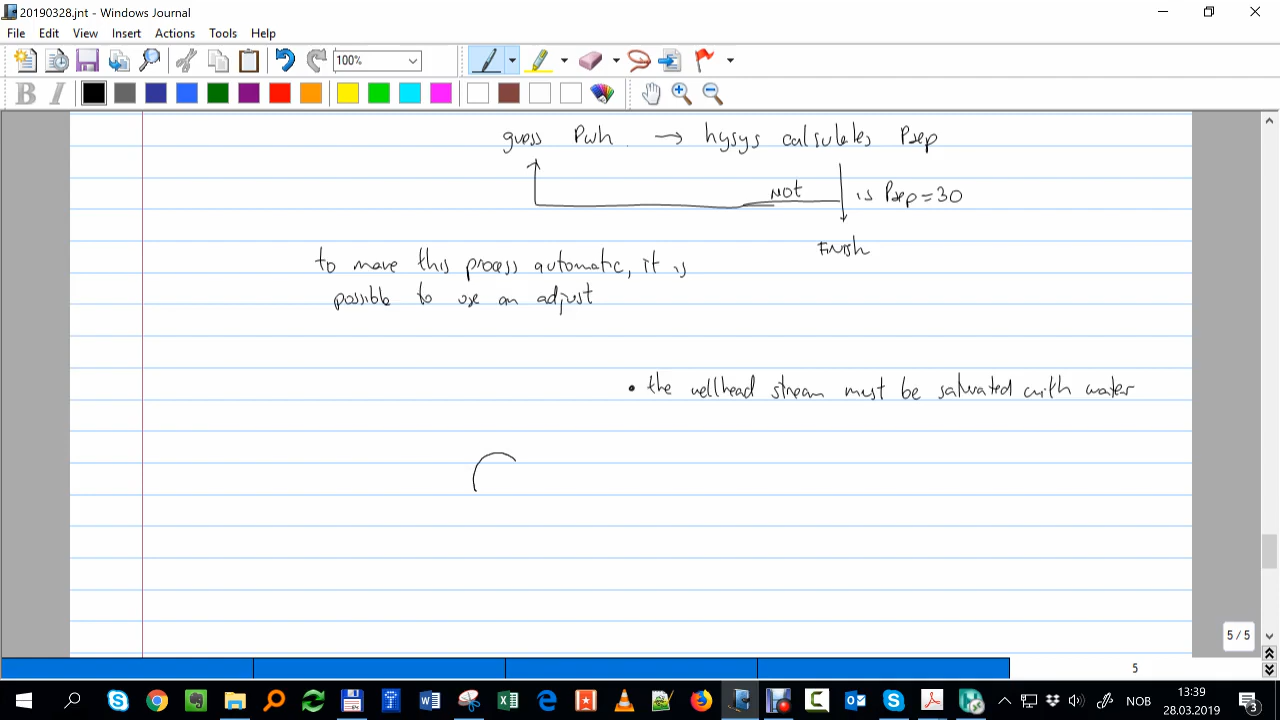 20190328.jnt - Windows Journal
File Edit View Insert Actions Tools Help
100%
B I
guess Pwh → hysys calculates Psep
NOT
is Psep=30
Finish
to make this process automatic, it is
possible to use an adjust
• the wellhead stream must be saturated with water
5 / 5
5
NOB
13:39
28.03.2019
3